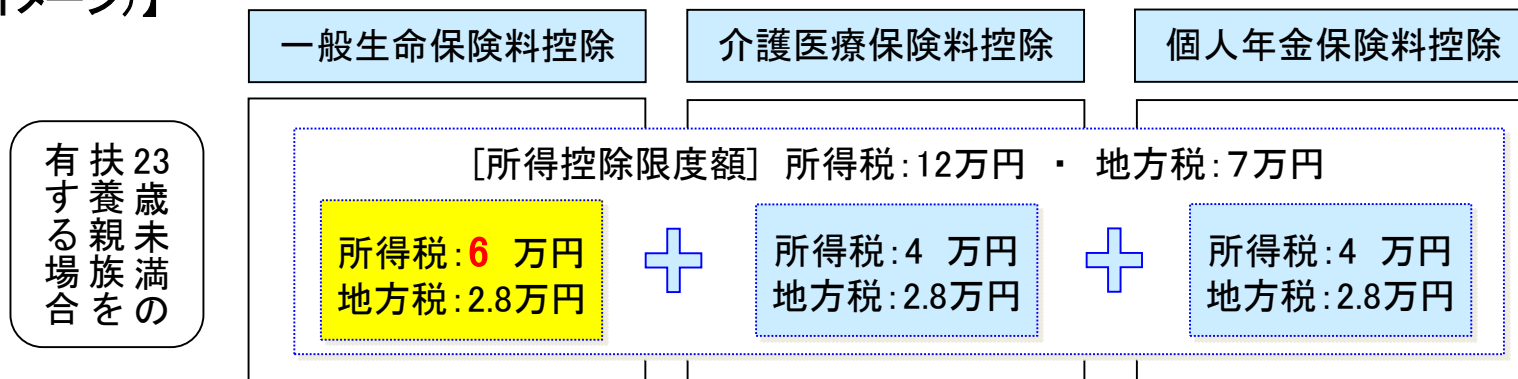 イメージ)】
一般生命保険料控除
介護医療保険料控除
個人年金保険料控除
23歳未満の
扶養親族を
有する場合
[所得控除限度額] 所得税:12万円 ・ 地方税:7万円
所得税:6 万円
地方税:2.8万円
所得税:4 万円
地方税:2.8万円
所得税:4 万円
地方税:2.8万円